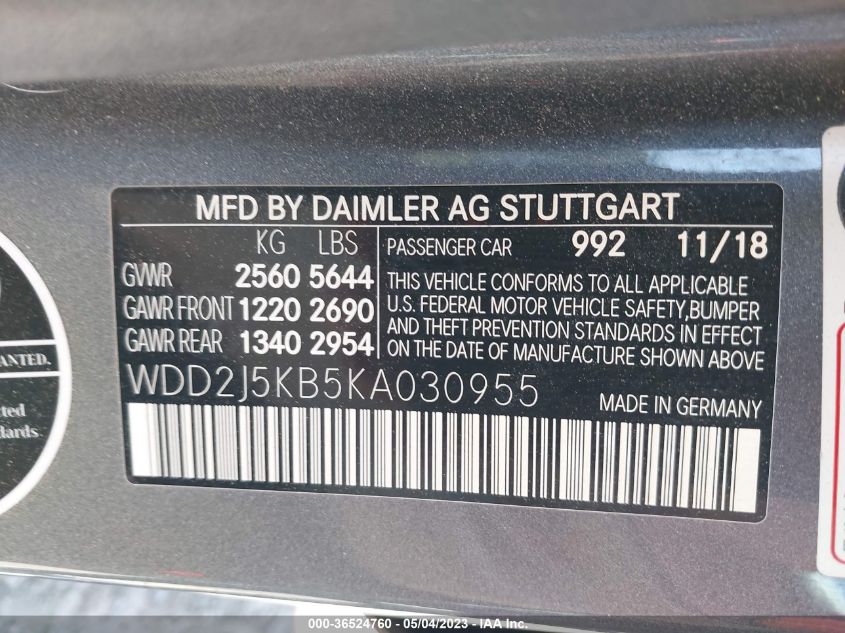 MFD BY DAIMLER AG STUTTGART
KG LBS
PASSENGER CAR 992 11/18
GVWR 2560 5644
GAWR FRONT 1220 2690
GAWR REAR 1340 2954
THIS VEHICLE CONFORMS TO ALL APPLICABLE
U.S. FEDERAL MOTOR VEHICLE SAFETY,BUMPER
AND THEFT PREVENTION STANDARDS IN EFFECT
ON THE DATE OF MANUFACTURE SHOWN ABOVE
WDD2J5KB5KA030955
MADE IN GERMANY
000-36524760 - 05/04/2023 - IAAI, Inc.